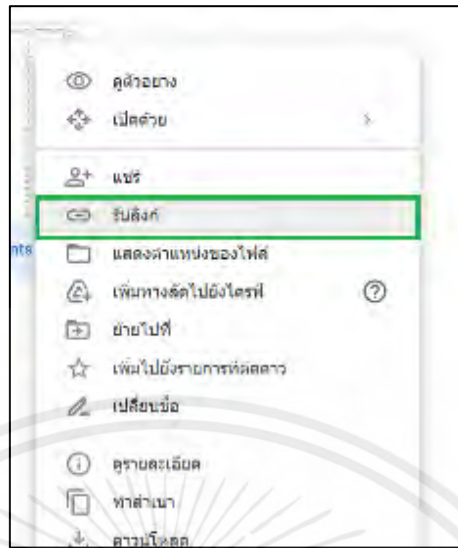 ดูตัวอย่าง
เปิดด้วย
แชร์
รับลิงก์
nts
แสดงตำแหน่งของไฟล์
เพิ่มทางลัดไปยังไดรฟ์
ย้ายไปที่
เพิ่มไปยังรายการที่ติดดาว
เปลี่ยนชื่อ
ดูรายละเอียด
ทำสำเนา
ดาวน์โหลด